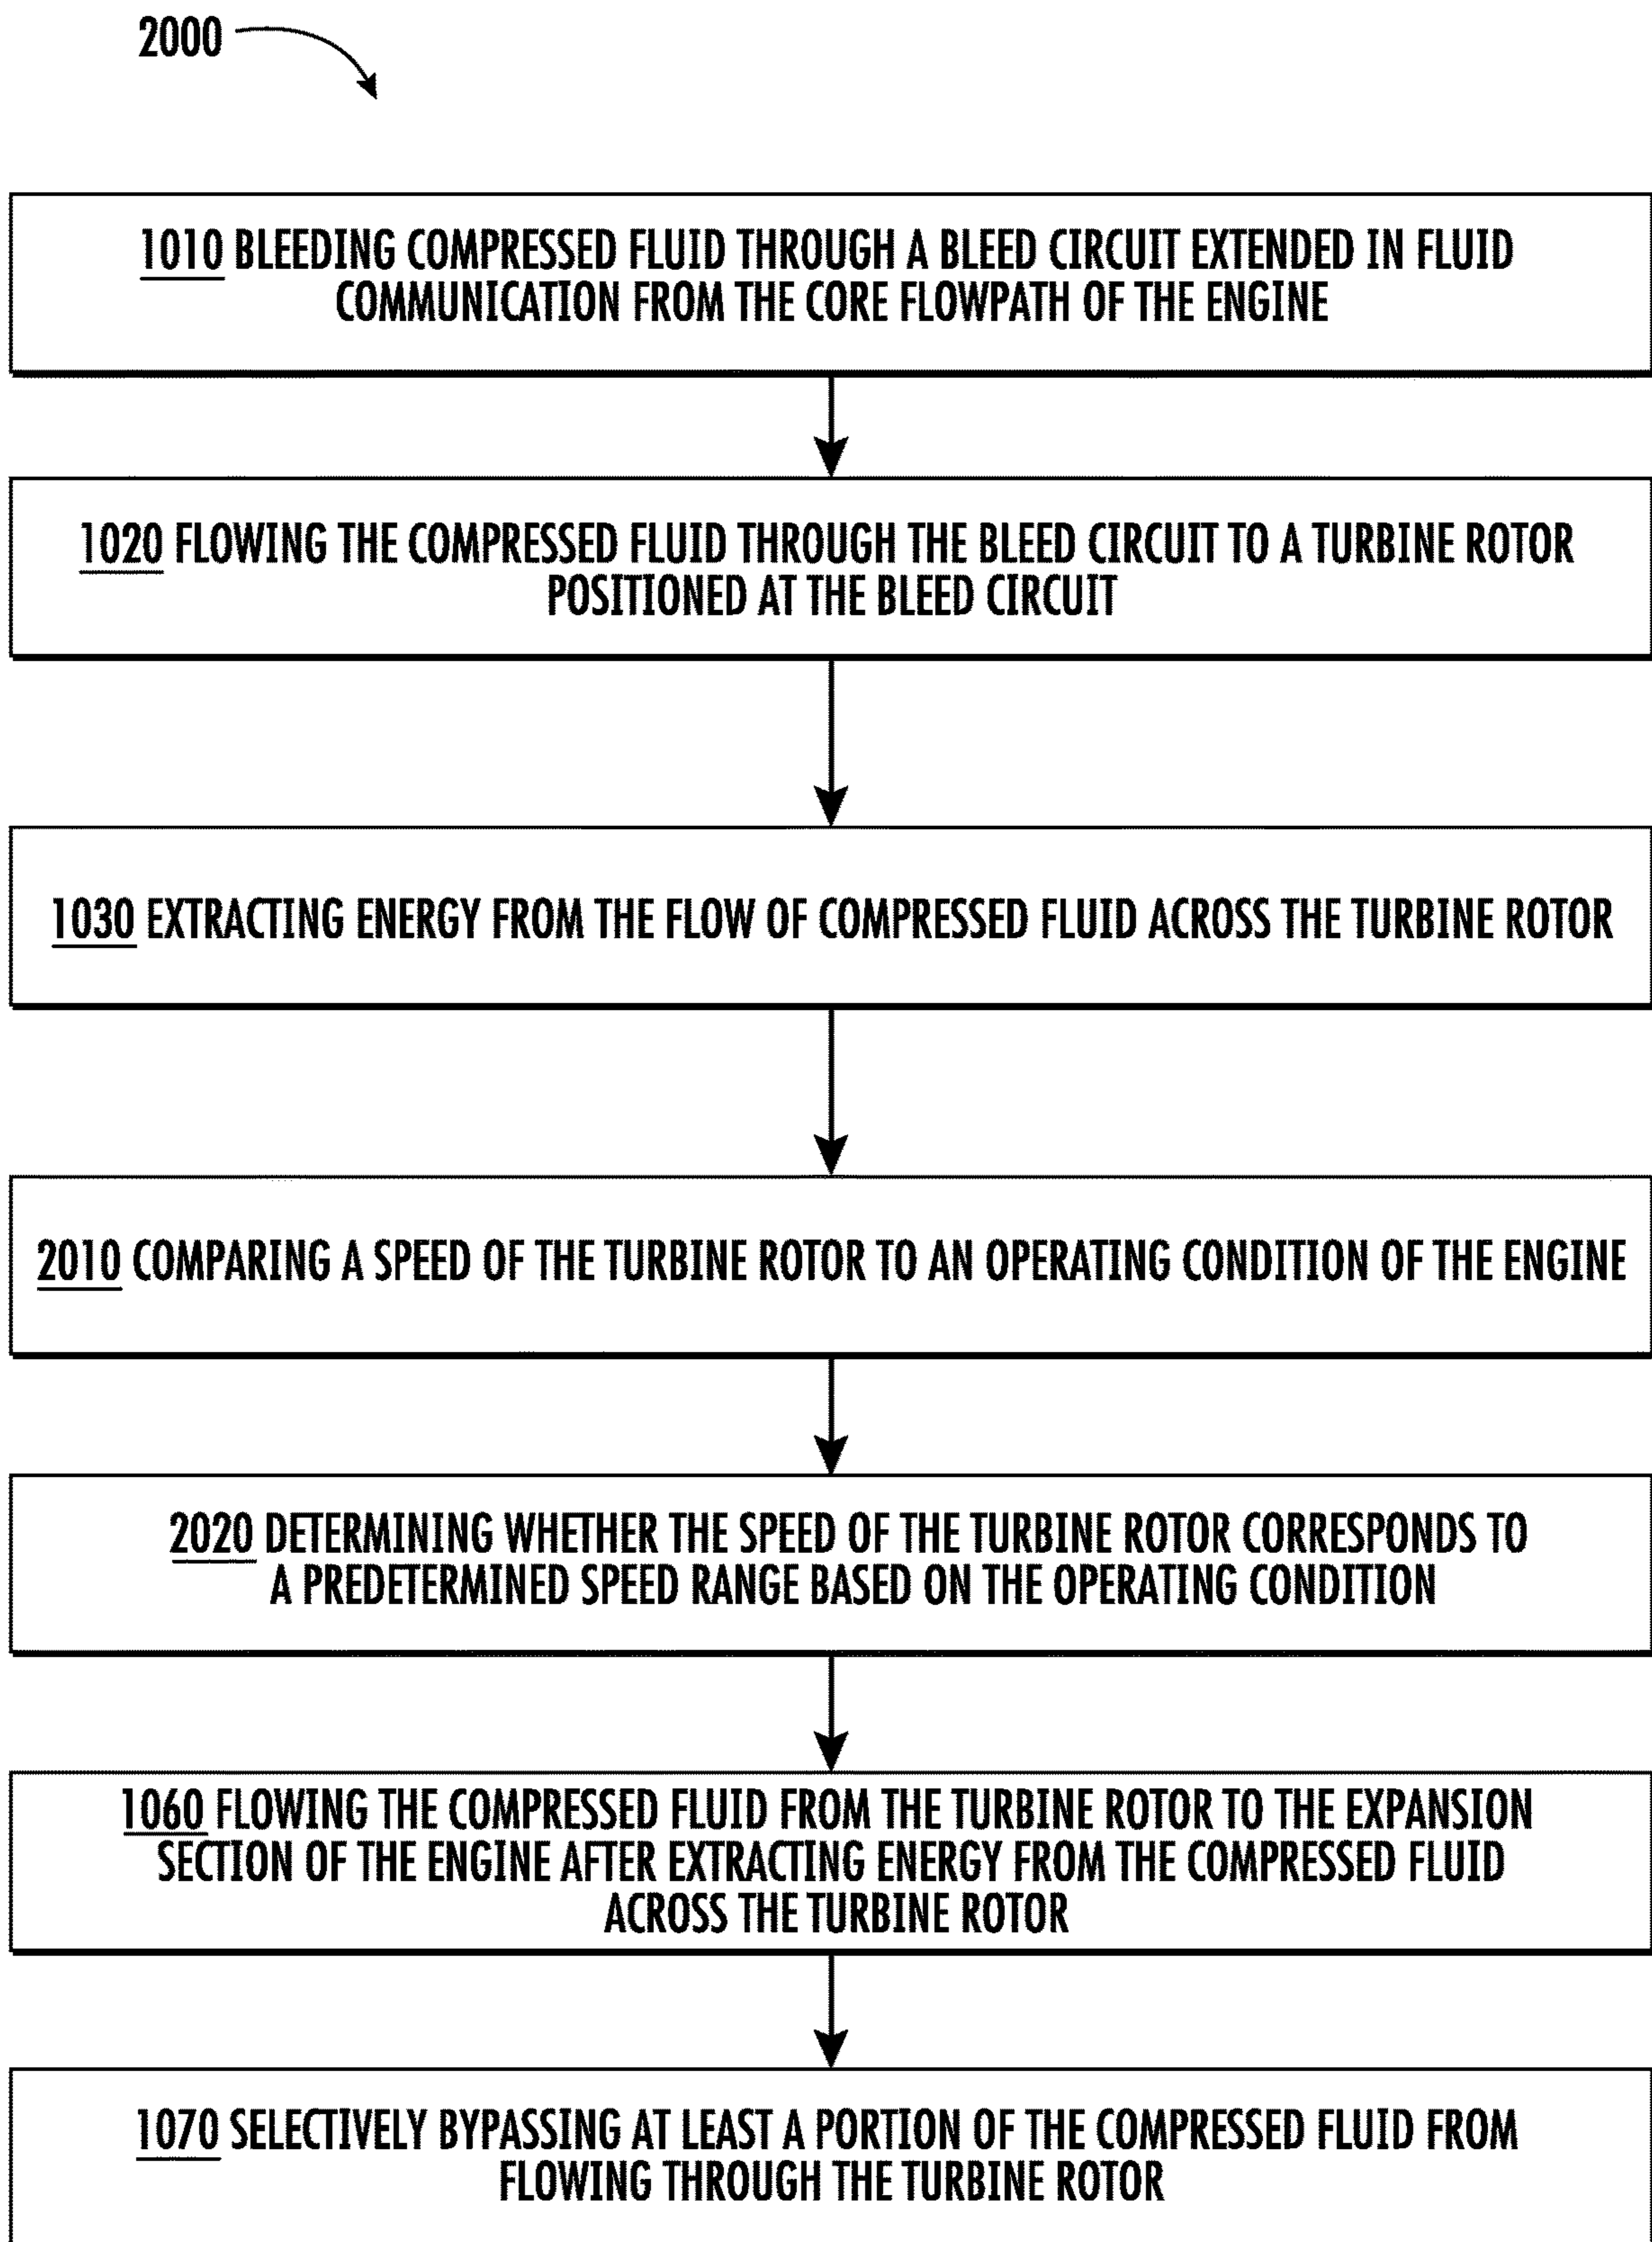 2000
1010 BLEEDING COMPRESSED FLUID THROUGH A BLEED CIRCUIT EXTENDED IN FLUID
COMMUNICATION FROM THE CORE FLOWPATH OF THE ENGINE
1020 FLOWING THE COMPRESSED FLUID THROUGH THE BLEED CIRCUIT TO A TURBINE ROTOR
POSITIONED AT THE BLEED CIRCUIT
1030 EXTRACTING ENERGY FROM THE FLOW OF COMPRESSED FLUID ACROSS THE TURBINE ROTOR
2010 COMPARING A SPEED OF THE TURBINE ROTOR TO AN OPERATING CONDITION OF THE ENGINE
2020 DETERMINING WHETHER THE SPEED OF THE TURBINE ROTOR CORRESPONDS TO
A PREDETERMINED SPEED RANGE BASED ON THE OPERATING CONDITION
1060 FLOWING THE COMPRESSED FLUID FROM THE TURBINE ROTOR TO THE EXPANSION
SECTION OF THE ENGINE AFTER EXTRACTING ENERGY FROM THE COMPRESSED FLUID
ACROSS THE TURBINE ROTOR
1070 SELECTIVELY BYPASSING AT LEAST A PORTION OF THE COMPRESSED FLUID FROM
FLOWING THROUGH THE TURBINE ROTOR